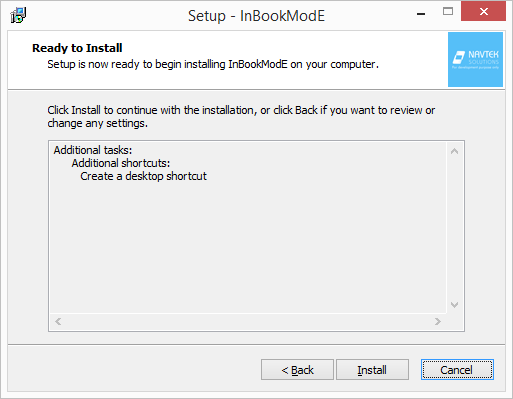 Setup - InBookModE
Ready to Install
Setup is now ready to begin installing InBookModE on your computer.
NAVTEK
SOLUTIONS
Click Install to continue with the installation, or click Back if you want to review or
change any settings.
Additional tasks:
Additional shortcuts:
Create a desktop shortcut
< Back
Install
Cancel